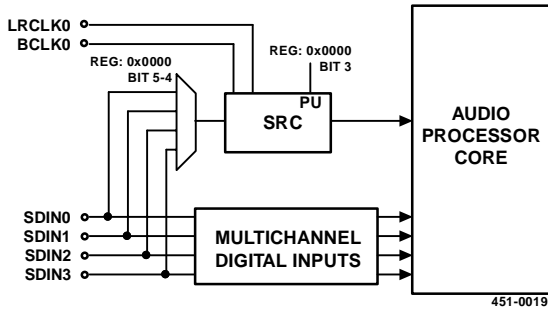 LRCLK0
BCLK0
REG: 0x0000
BIT 5-4
REG: 0x0000
BIT 3
PU
SRC
AUDIO
PROCESSOR
CORE
SDIN0
SDIN1
SDIN2
SDIN3
MULTICHANNEL
DIGITAL INPUTS
451-0019